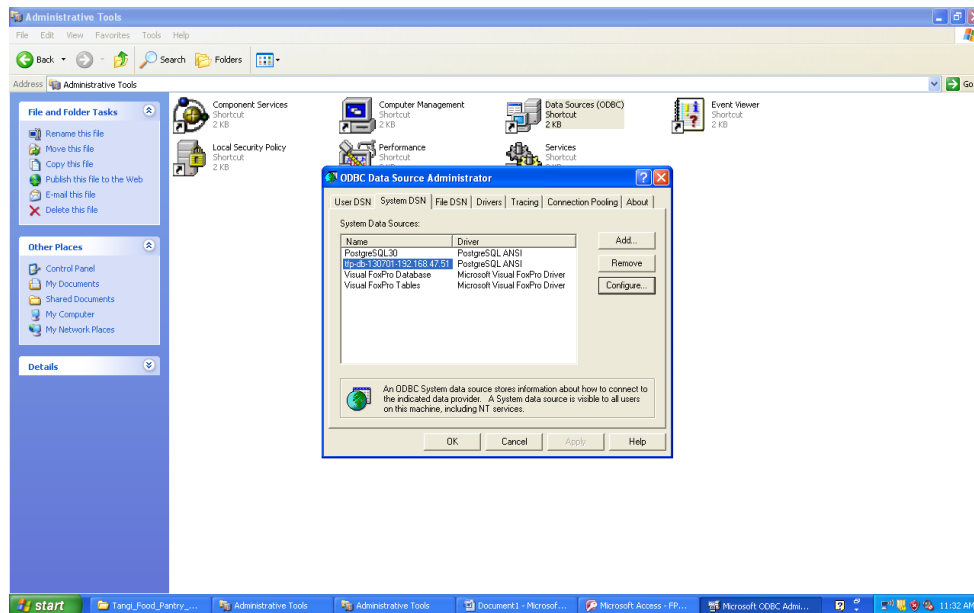 Administrative Tools
File Edit View Favorites Tools Help
Back Search Folders
Address Administrative Tools Go
File and Folder Tasks
Rename this file
Move this file
Copy this file
Publish this file to the Web
E-mail this file
Delete this file
Other Places
Control Panel
My Documents
Shared Documents
My Computer
My Network Places
Details
Component Services
Shortcut
2 KB
Computer Management
Shortcut
2 KB
Data Sources (ODBC)
Shortcut
2 KB
Event Viewer
Shortcut
2 KB
Local Security Policy
Shortcut
2 KB
Performance
Shortcut
Services
Shortcut
ODBC Data Source Administrator
User DSN System DSN File DSN Drivers Tracing Connection Pooling About
System Data Sources:
Name Driver
PostgreSQL30 PostgreSQL ANSI
tfp-db-130701-192.168.47.51 PostgreSQL ANSI
Visual FoxPro Database Microsoft Visual FoxPro Driver
Visual FoxPro Tables Microsoft Visual FoxPro Driver
Add...
Remove
Configure...
An ODBC System data source stores information about how to connect to
the indicated data provider. A System data source is visible to all users
on this machine, including NT services.
OK Cancel Apply Help
start Tangi_Food_Pantry_... Administrative Tools Administrative Tools Document1 - Microsof... Microsoft Access - FP... Microsoft ODBC Admi... 11:32 AM